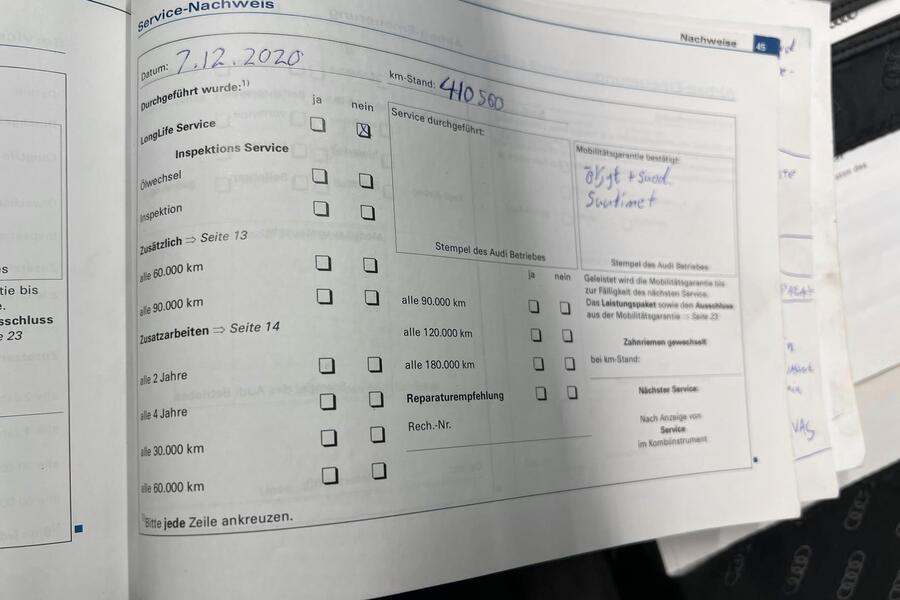 Service-Nachweis
Nachweise 45
Datum: 7.12.2020
km-Stand: 410 560
Durchgeführt wurde:¹⁾
ja nein
LongLife Service
Inspektions Service
Ölwechsel
Inspektion
Zusätzlich ⇒ Seite 13
alle 60.000 km
alle 90.000 km
Zusatzarbeiten ⇒ Seite 14
alle 2 Jahre
alle 4 Jahre
alle 30.000 km
alle 60.000 km
¹⁾Bitte jede Zeile ankreuzen.
Service durchgeführt:
Stempel des Audi Betriebes
ja nein
alle 90.000 km
alle 120.000 km
alle 180.000 km
Reparaturempfehlung
Rech.-Nr.
Mobilitätsgarantie bestätigt:
öljyt + suod.
Suutimet
Stempel des Audi Betriebes
Geleistet wird die Mobilitätsgarantie bis
zur Fälligkeit des nächsten Service.
Das Leistungspaket sowie den Ausschluss
aus der Mobilitätsgarantie ⇒ Seite 23
Zahnriemen gewechselt
bei km-Stand:
Nächster Service:
Nach Anzeige von
Service
im Kombiinstrument
tie bis
sschluss
e 23